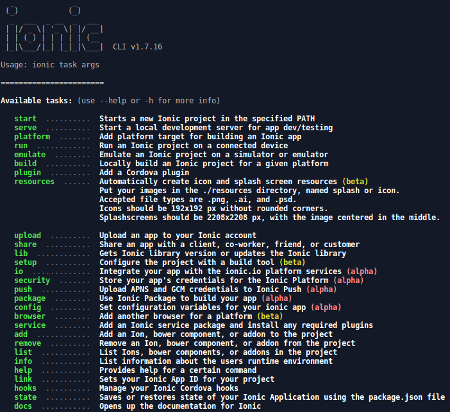 ionic CLI v1.7.16
Usage: ionic task args
=======================
Available tasks: (use --help or -h for more info)
start .......... Starts a new Ionic project in the specified PATH
serve .......... Start a local development server for app dev/testing
platform ........ Add platform target for building an Ionic app
run ............ Run an Ionic project on a connected device
emulate ........ Emulate an Ionic project on a simulator or emulator
build .......... Locally build an Ionic project for a given platform
plugin .......... Add a Cordova plugin
resources ...... Automatically create icon and splash screen resources (beta)
Put your images in the ./resources directory, named splash or icon.
Accepted file types are .png, .ai, and .psd.
Icons should be 192x192 px without rounded corners.
Splashscreens should be 2208x2208 px, with the image centered in the middle.
upload ......... Upload an app to your Ionic account
share .......... Share an app with a client, co-worker, friend, or customer
lib ............ Gets Ionic library version or updates the Ionic library
setup .......... Configure the project with a build tool (beta)
io ............. Integrate your app with the ionic.io platform services (alpha)
security ....... Store your app's credentials for the Ionic Platform (alpha)
push ........... Upload APNS and GCM credentials to Ionic Push (alpha)
package ........ Use Ionic Package to build your app (alpha)
config ......... Set configuration variables for your ionic app (alpha)
browser ........ Add another browser for a platform (beta)
service ........ Add an Ionic service package and install any required plugins
add ............ Add an Ion, bower component, or addon to the project
remove ......... Remove an Ion, bower component, or addon from the project
list ........... List Ions, bower components, or addons in the project
info ........... List information about the users runtime environment
help ........... Provides help for a certain command
link ........... Sets your Ionic App ID for your project
hooks .......... Manage your Ionic Cordova hooks
state .......... Saves or restores state of your Ionic Application using the package.json file
docs ........... Opens up the documentation for Ionic